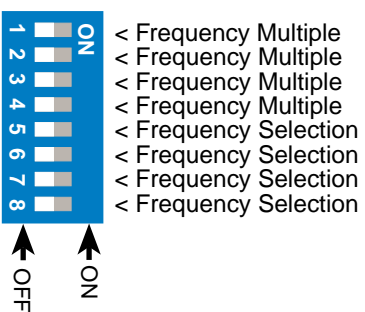 1 ON < Frequency Multiple
2 < Frequency Multiple
3 < Frequency Multiple
4 < Frequency Multiple
5 < Frequency Selection
6 < Frequency Selection
7 < Frequency Selection
8 < Frequency Selection
OFF ON